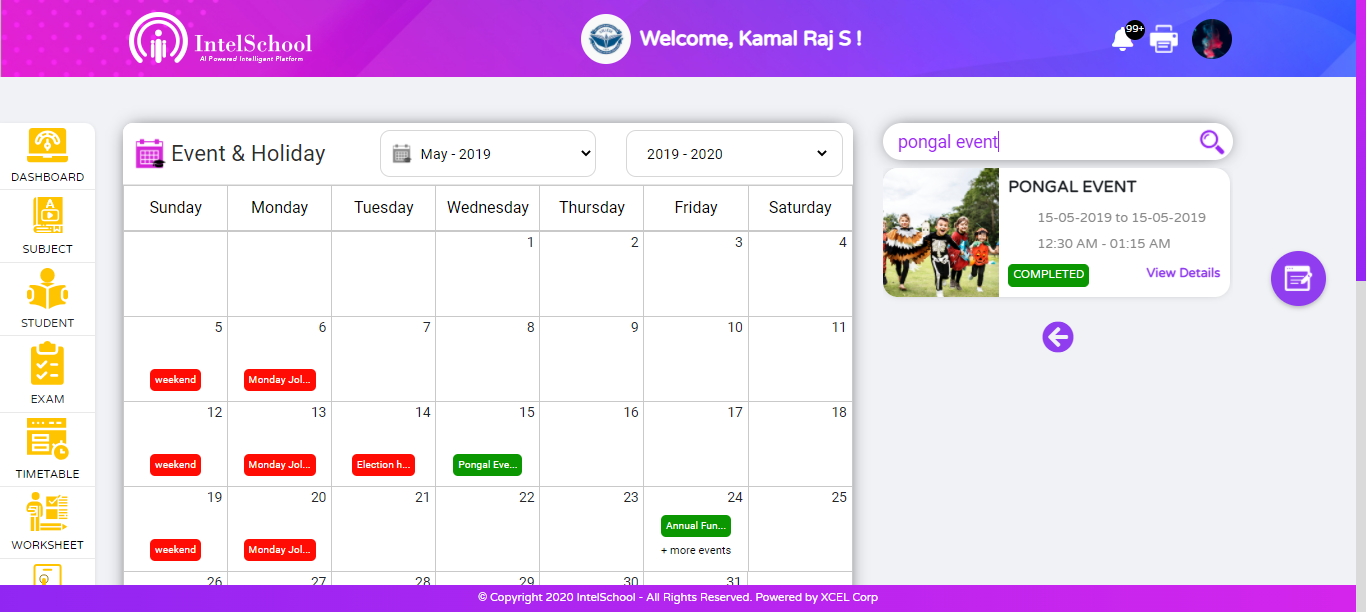 IntelSchool
AI Powered Intelligent Platform
Welcome, Kamal Raj S !
99+
DASHBOARD
SUBJECT
STUDENT
EXAM
TIMETABLE
WORKSHEET
Event & Holiday
May - 2019
2019 - 2020
Sunday Monday Tuesday Wednesday Thursday Friday Saturday
1 2 3 4
5 6 7 8 9 10 11
weekend Monday Jol...
12 13 14 15 16 17 18
weekend Monday Jol... Election h... Pongal Eve...
19 20 21 22 23 24 25
Annual Fun...
weekend Monday Jol... + more events
26 27 28 29 30 31
pongal event
PONGAL EVENT
15-05-2019 to 15-05-2019
12:30 AM - 01:15 AM
COMPLETED View Details
© Copyright 2020 IntelSchool - All Rights Reserved. Powered by XCEL Corp